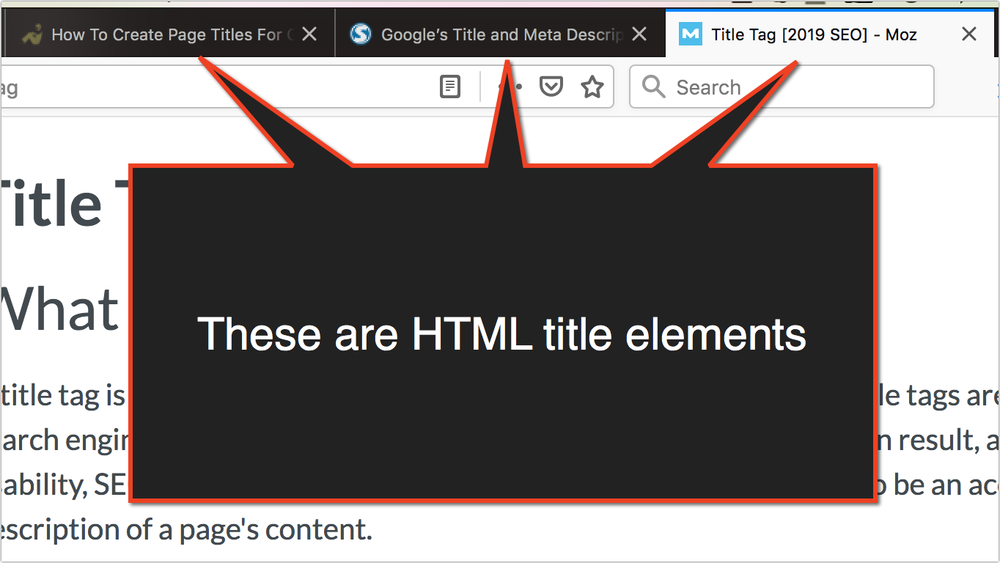 How To Create Page Titles For
Google's Title and Meta Descrip
Title Tag [2019 SEO] - Moz
ag
Search
Title
What
These are HTML title elements
title tag is le tags are
arch engin n result, a
ability, SE o be an acc
escription of a page's content.